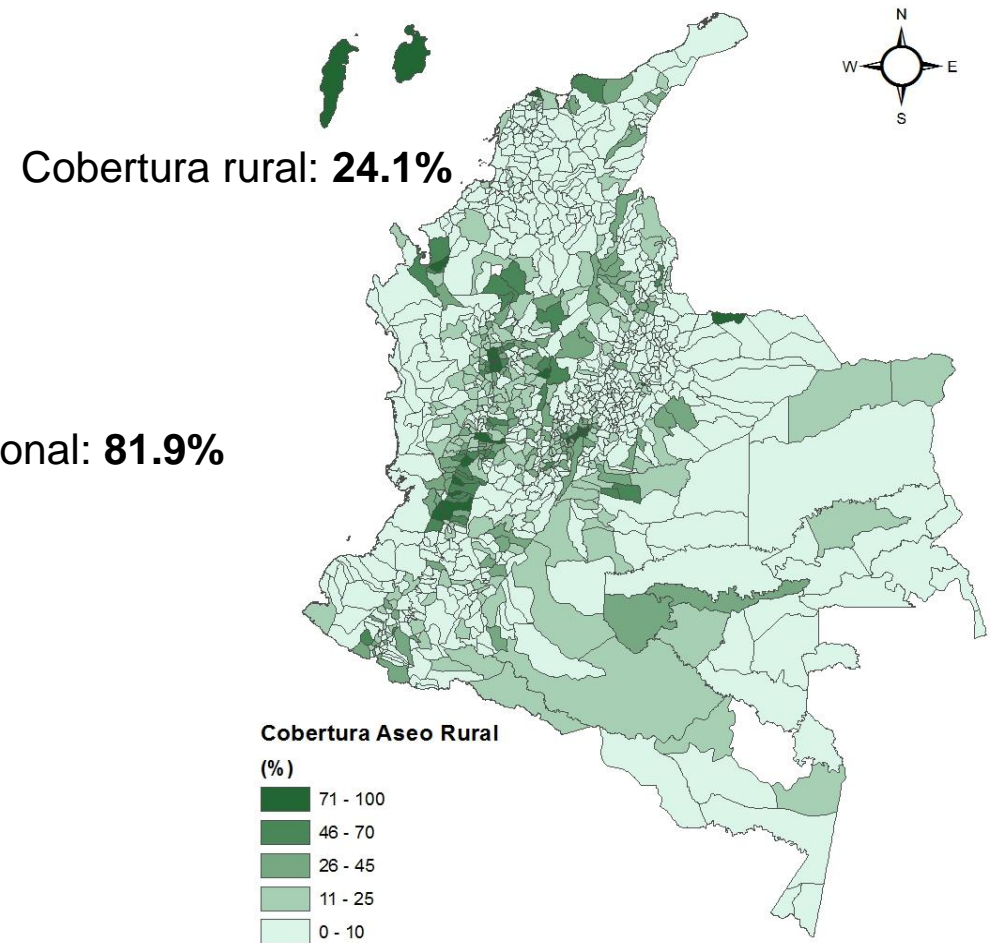 N
W E
S
Cobertura rural: 24.1%
onal: 81.9%
Cobertura Aseo Rural
(%)
71 - 100
46 - 70
26 - 45
11 - 25
0 - 10